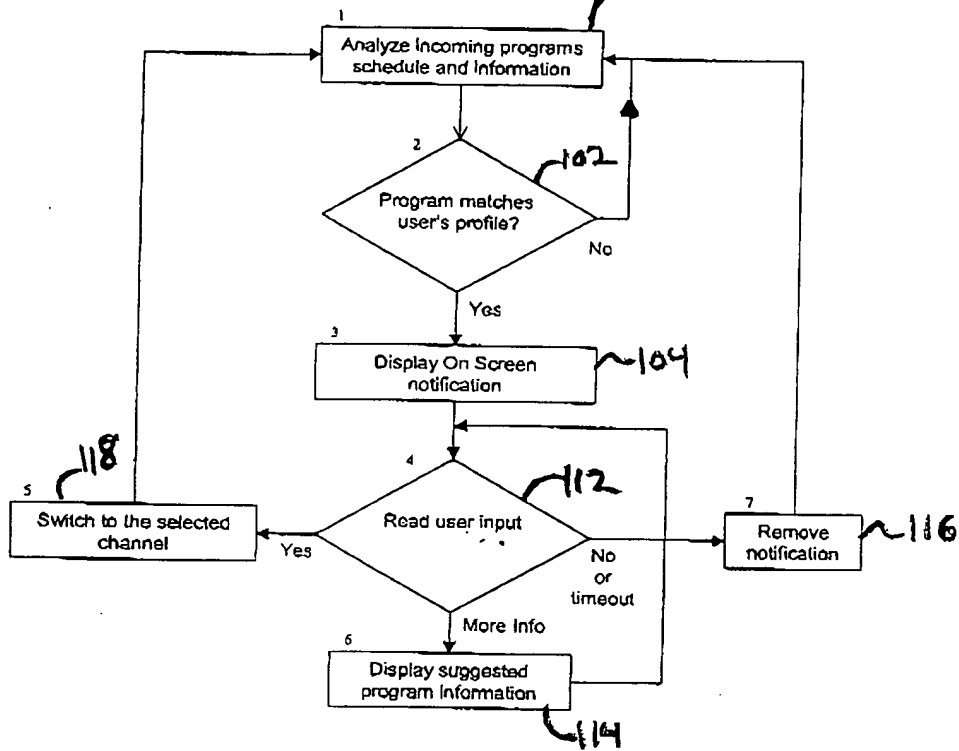 1
Analyze incoming programs
schedule and information
2
102
Program matches
user's profile?
No
Yes
3
Display On Screen
notification
104
4
112
Read user input
118
5
Switch to the selected
channel
Yes
No
or
timeout
7
Remove
notification
116
More Info
6
Display suggested
program information
114